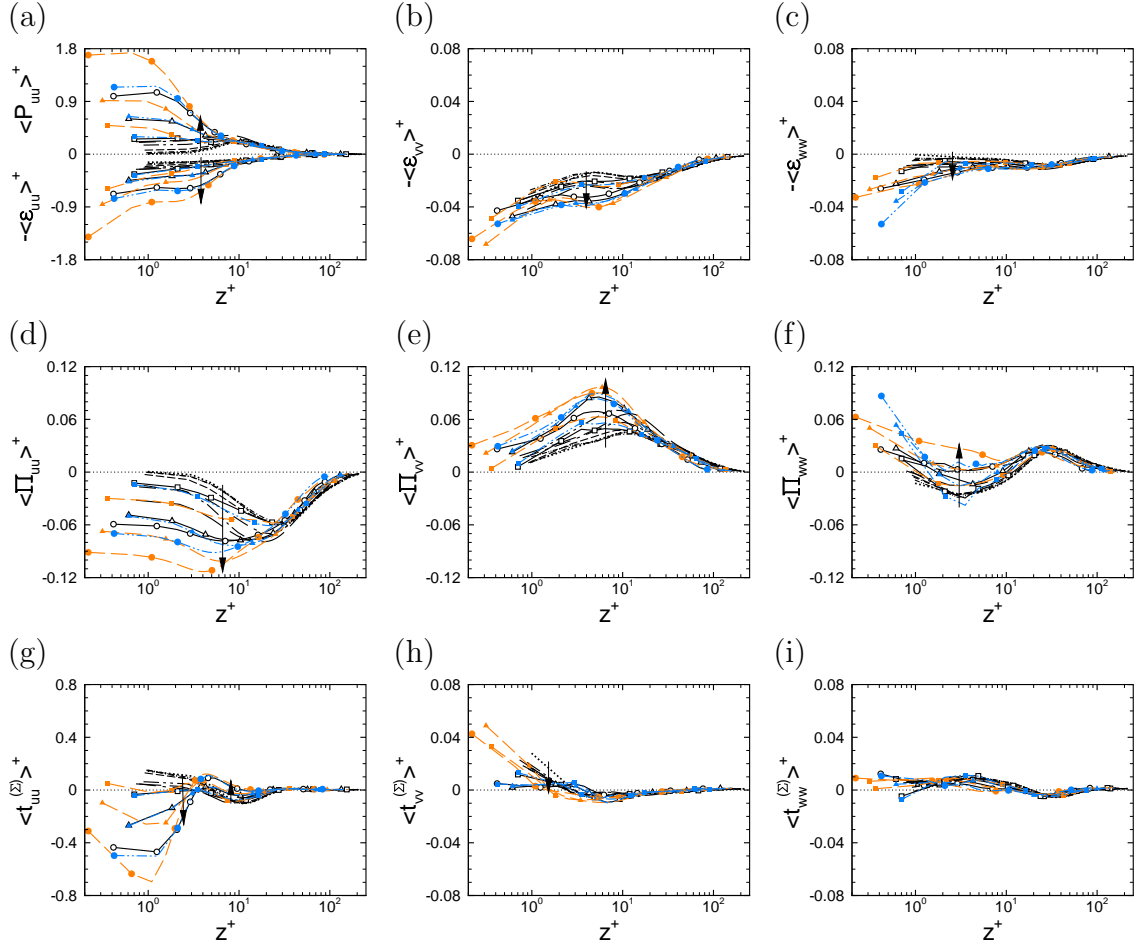 (a)
(b)
(c)
-<ε_uu>^+ <P_uu>^+
1.8
0.9
0
-0.9
-1.8
10^0
10^1
10^2
z^+
-<ε_vv>^+
0.08
0.04
0
-0.04
-0.08
10^0
10^1
10^2
z^+
-<ε_ww>^+
0.08
0.04
0
-0.04
-0.08
10^0
10^1
10^2
z^+
(d)
(e)
(f)
<Π_uu>^+
0.12
0.06
0
-0.06
-0.12
10^0
10^1
10^2
z^+
<Π_vv>^+
0.12
0.06
0
-0.06
-0.12
10^0
10^1
10^2
z^+
<Π_ww>^+
0.12
0.06
0
-0.06
-0.12
10^0
10^1
10^2
z^+
(g)
(h)
(i)
<t_uu^(Σ)>^+
0.8
0.4
0
-0.4
-0.8
10^0
10^1
10^2
z^+
<t_vv^(Σ)>^+
0.08
0.04
0
-0.04
-0.08
10^0
10^1
10^2
z^+
<t_ww^(Σ)>^+
0.08
0.04
0
-0.04
-0.08
10^0
10^1
10^2
z^+